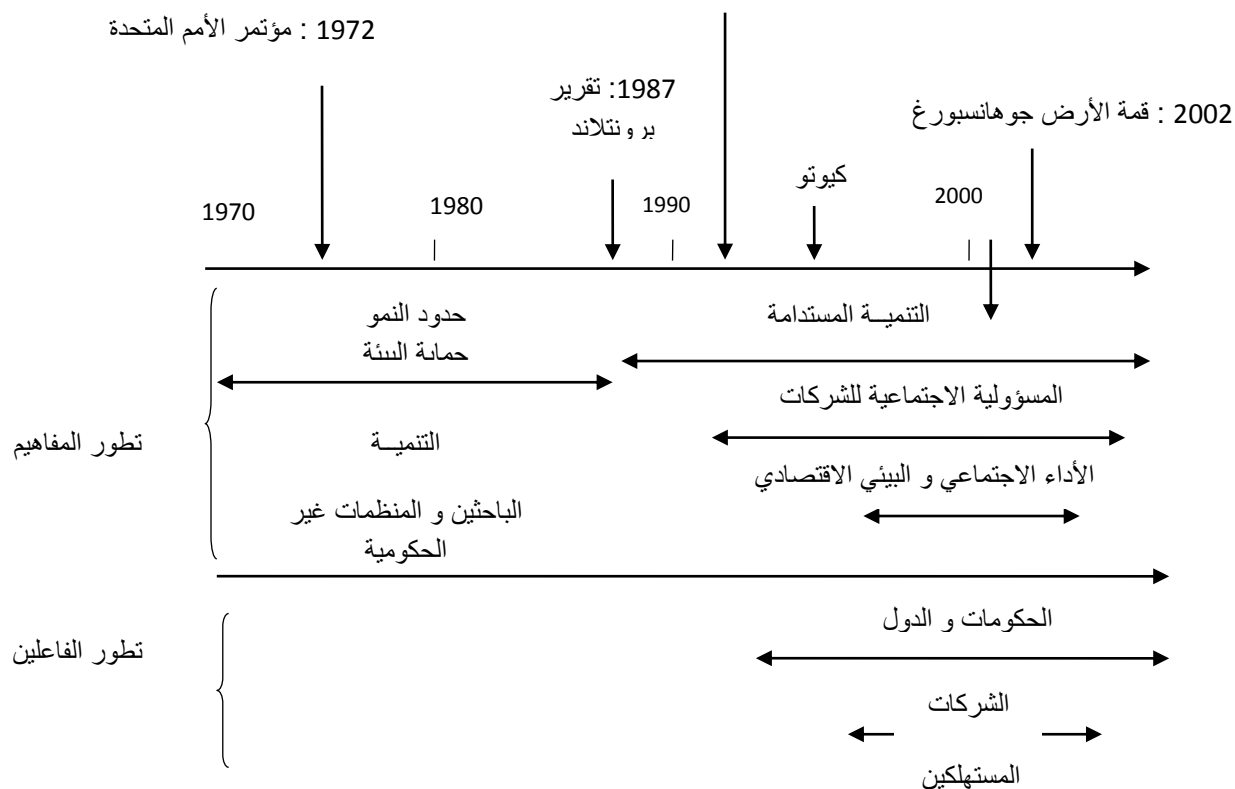 1972 : مؤتمر الأمم المتحدة
1987: تقرير
برونتلاند
2002 : قمة الأرض جوهانسبورغ
كيوتو
1970
1980
1990
2000
حدود النمو
حماية البيئة
التنميــة المستدامة
المسؤولية الاجتماعية للشركات
تطور المفاهيم
التنميــة
الأداء الاجتماعي و البيئي الاقتصادي
الباحثين و المنظمات غير
الحكومية
الحكومات و الدول
تطور الفاعلين
الشركات
المستهلكين